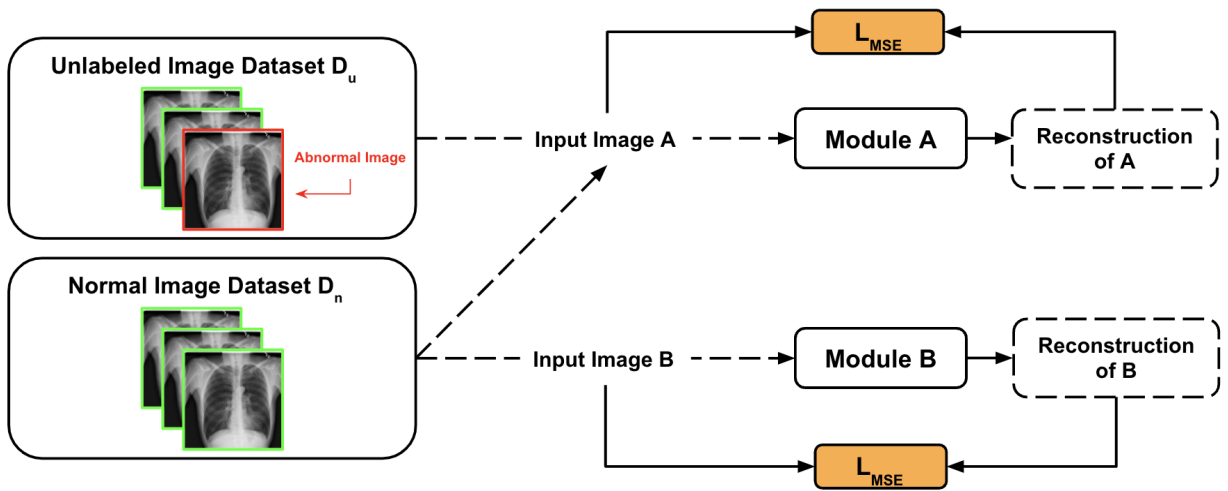 L_MSE
Unlabeled Image Dataset D_u
Abnormal Image
Input Image A
Module A
Reconstruction
of A
Normal Image Dataset D_n
Input Image B
Module B
Reconstruction
of B
L_MSE